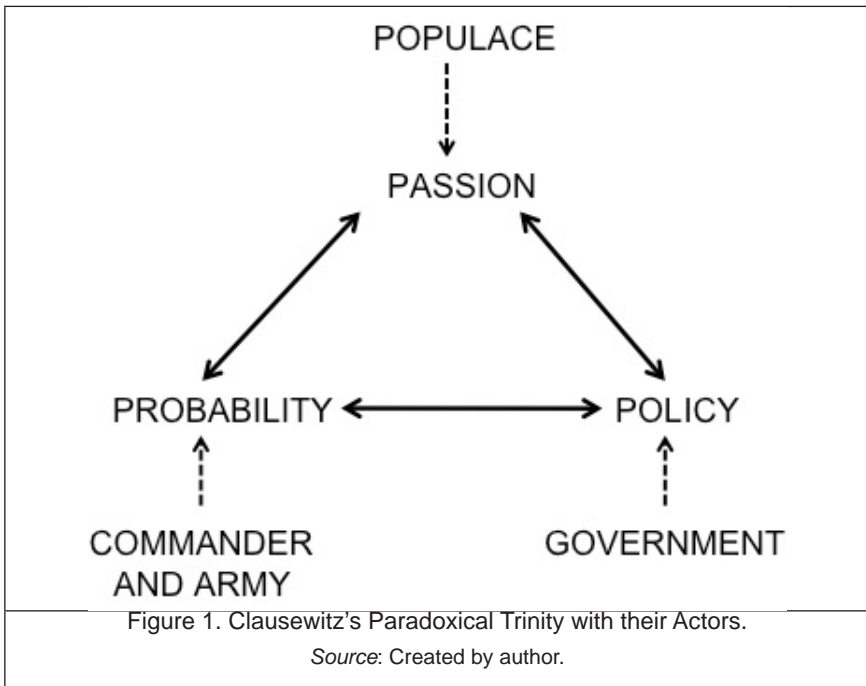 POPULACE
PASSION
PROBABILITY
POLICY
COMMANDER
AND ARMY
GOVERNMENT
Figure 1. Clausewitz’s Paradoxical Trinity with their Actors.
Source: Created by author.